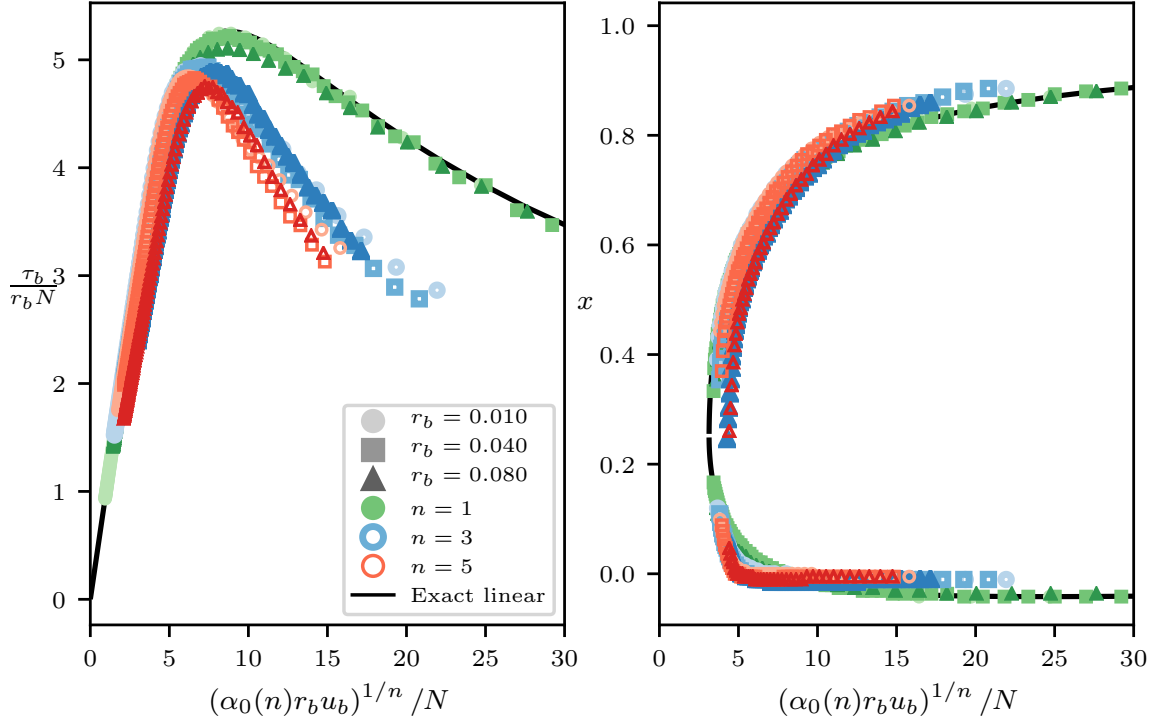 5
4
3
2
1
0
τ_b / r_b N
0 5 10 15 20 25 30
(α_0(n)r_b u_b)^{1/n} /N
r_b = 0.010
r_b = 0.040
r_b = 0.080
n = 1
n = 3
n = 5
Exact linear
1.0
0.8
0.6
0.4
0.2
0.0
x
0 5 10 15 20 25 30
(α_0(n)r_b u_b)^{1/n} /N